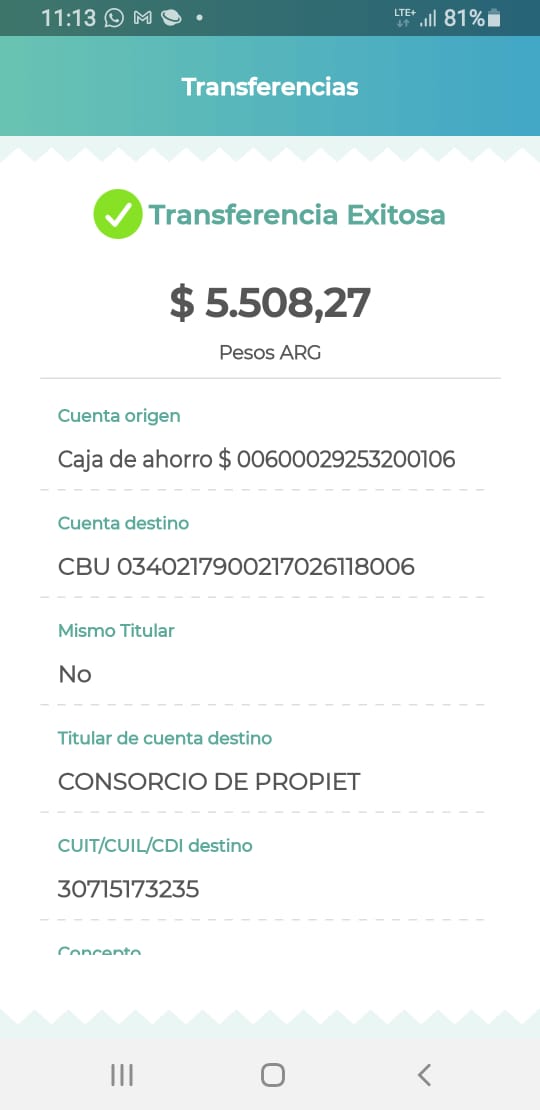 11:13 LTE+ 81%
Transferencias
Transferencia Exitosa
$ 5.508,27
Pesos ARG
Cuenta origen
Caja de ahorro $ 00600029253200106
Cuenta destino
CBU 0340217900217026118006
Mismo Titular
No
Titular de cuenta destino
CONSORCIO DE PROPIET
CUIT/CUIL/CDI destino
30715173235
Concepto